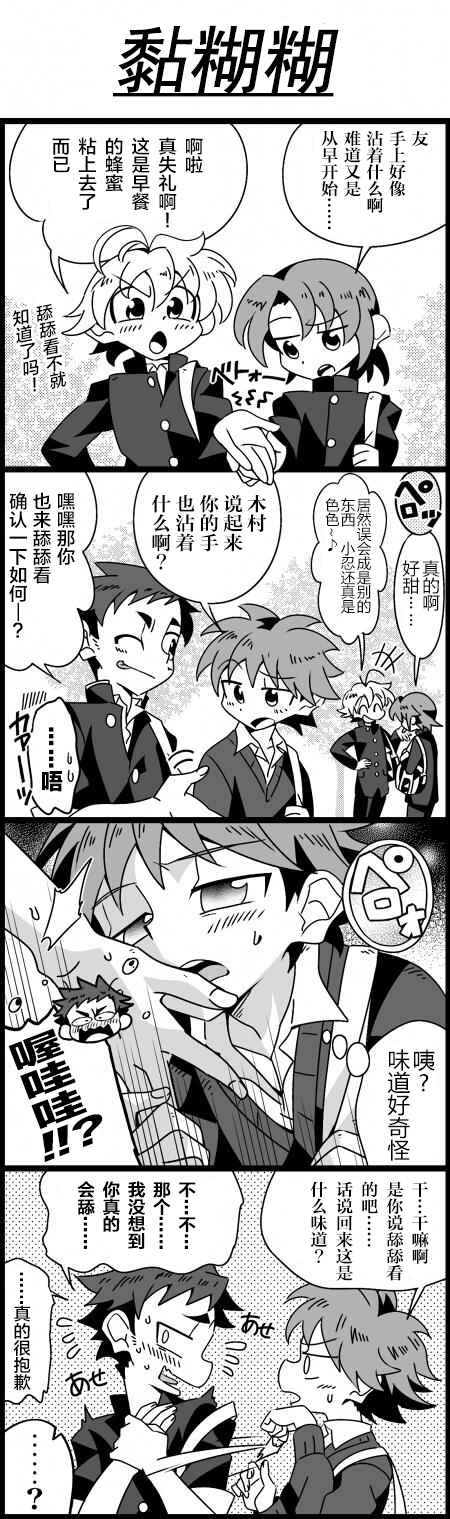 黏糊糊
友
手上好像
沾着什么啊
难道又是
从早开始……
啊啦
真失礼啊！
这是早餐
的蜂蜜
粘上去了
而已
舔舔看不就
知道了吗！
ベトォー
ペロッ
真的啊
好甜……
居然误会成是别的
东西 小忍还真是
色色~♪
木村
说起来
你的手
也沾着
什么啊？
嘿嘿那你
也来舔舔看
确认一下如何—？
カアーーッ
……唔
ペロォ
咦？
味道好奇怪
喔哇哇!!?
干…干嘛啊
是你说舔舔看
的吧……
话说回来这是
什么味道？
不…不…
那个……
我没想到
你真的
会舔……
あせ
あせ
……真的很抱歉
……？